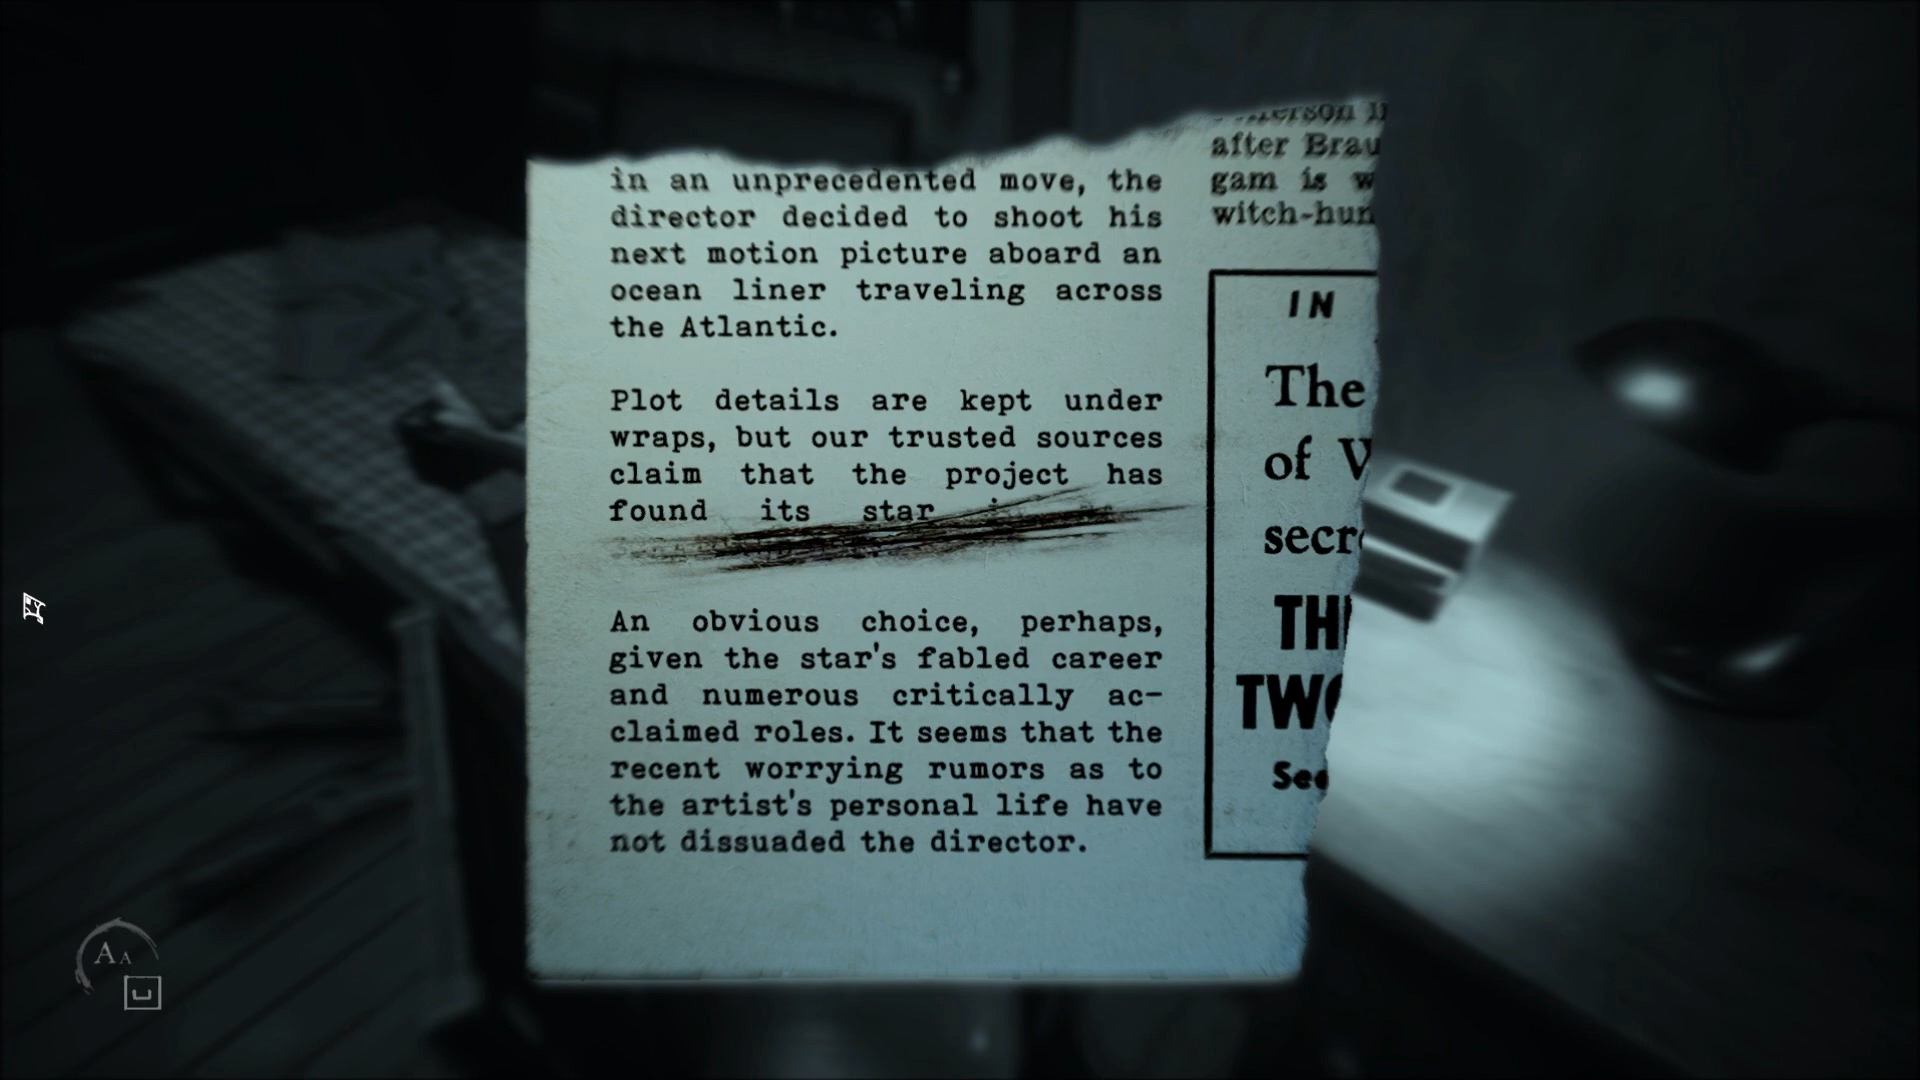 in an unprecedented move, the
director decided to shoot his
next motion picture aboard an
ocean liner traveling across
the Atlantic.
Plot details are kept under
wraps, but our trusted sources
claim that the project has
found its star
An obvious choice, perhaps,
given the star's fabled career
and numerous critically ac-
claimed roles. It seems that the
recent worrying rumors as to
the artist's personal life have
not dissuaded the director.
after Brau
gam is w
witch-hun
IN
The
of V
secr
TH
TWO
See
A A